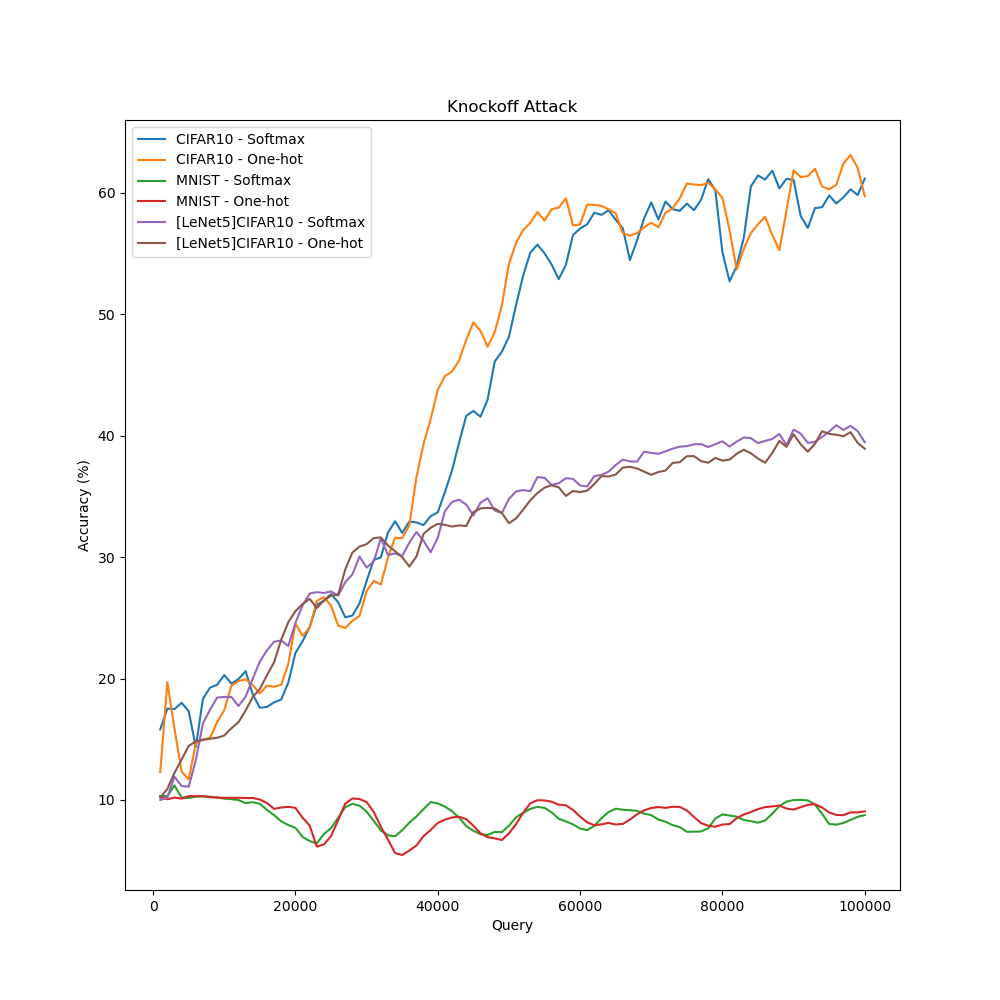 Knockoff Attack
CIFAR10 - Softmax
CIFAR10 - One-hot
MNIST - Softmax
MNIST - One-hot
[LeNet5]CIFAR10 - Softmax
[LeNet5]CIFAR10 - One-hot
Accuracy (%)
60
50
40
30
20
10
0
20000
40000
60000
80000
100000
Query